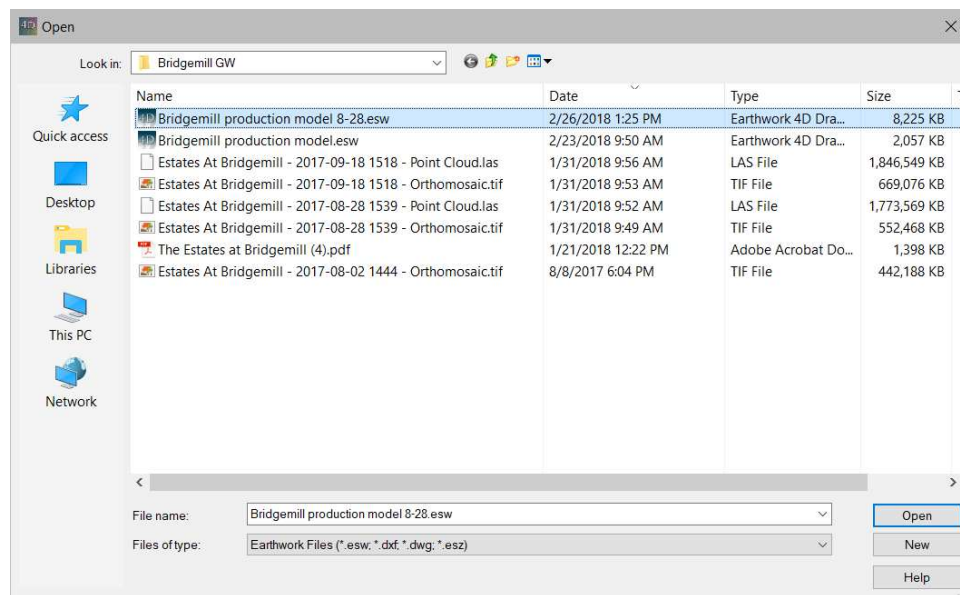 4D Open
Look in: Bridgemill GW
Name Date Type Size
Quick access
Desktop
Libraries
This PC
Network
Bridgemill production model 8-28.esw 2/26/2018 1:25 PM Earthwork 4D Dra... 8,225 KB
Bridgemill production model.esw 2/23/2018 9:50 AM Earthwork 4D Dra... 2,057 KB
Estates At Bridgemill - 2017-09-18 1518 - Point Cloud.las 1/31/2018 9:56 AM LAS File 1,846,549 KB
Estates At Bridgemill - 2017-09-18 1518 - Orthomosaic.tif 1/31/2018 9:53 AM TIF File 669,076 KB
Estates At Bridgemill - 2017-08-28 1539 - Point Cloud.las 1/31/2018 9:52 AM LAS File 1,773,569 KB
Estates At Bridgemill - 2017-08-28 1539 - Orthomosaic.tif 1/31/2018 9:49 AM TIF File 552,468 KB
The Estates at Bridgemill (4).pdf 1/21/2018 12:22 PM Adobe Acrobat Do... 1,398 KB
Estates At Bridgemill - 2017-08-02 1444 - Orthomosaic.tif 8/8/2017 6:04 PM TIF File 442,188 KB
File name: Bridgemill production model 8-28.esw Open
Files of type: Earthwork Files (*.esw; *.dxf; *.dwg; *.esz) New
Help